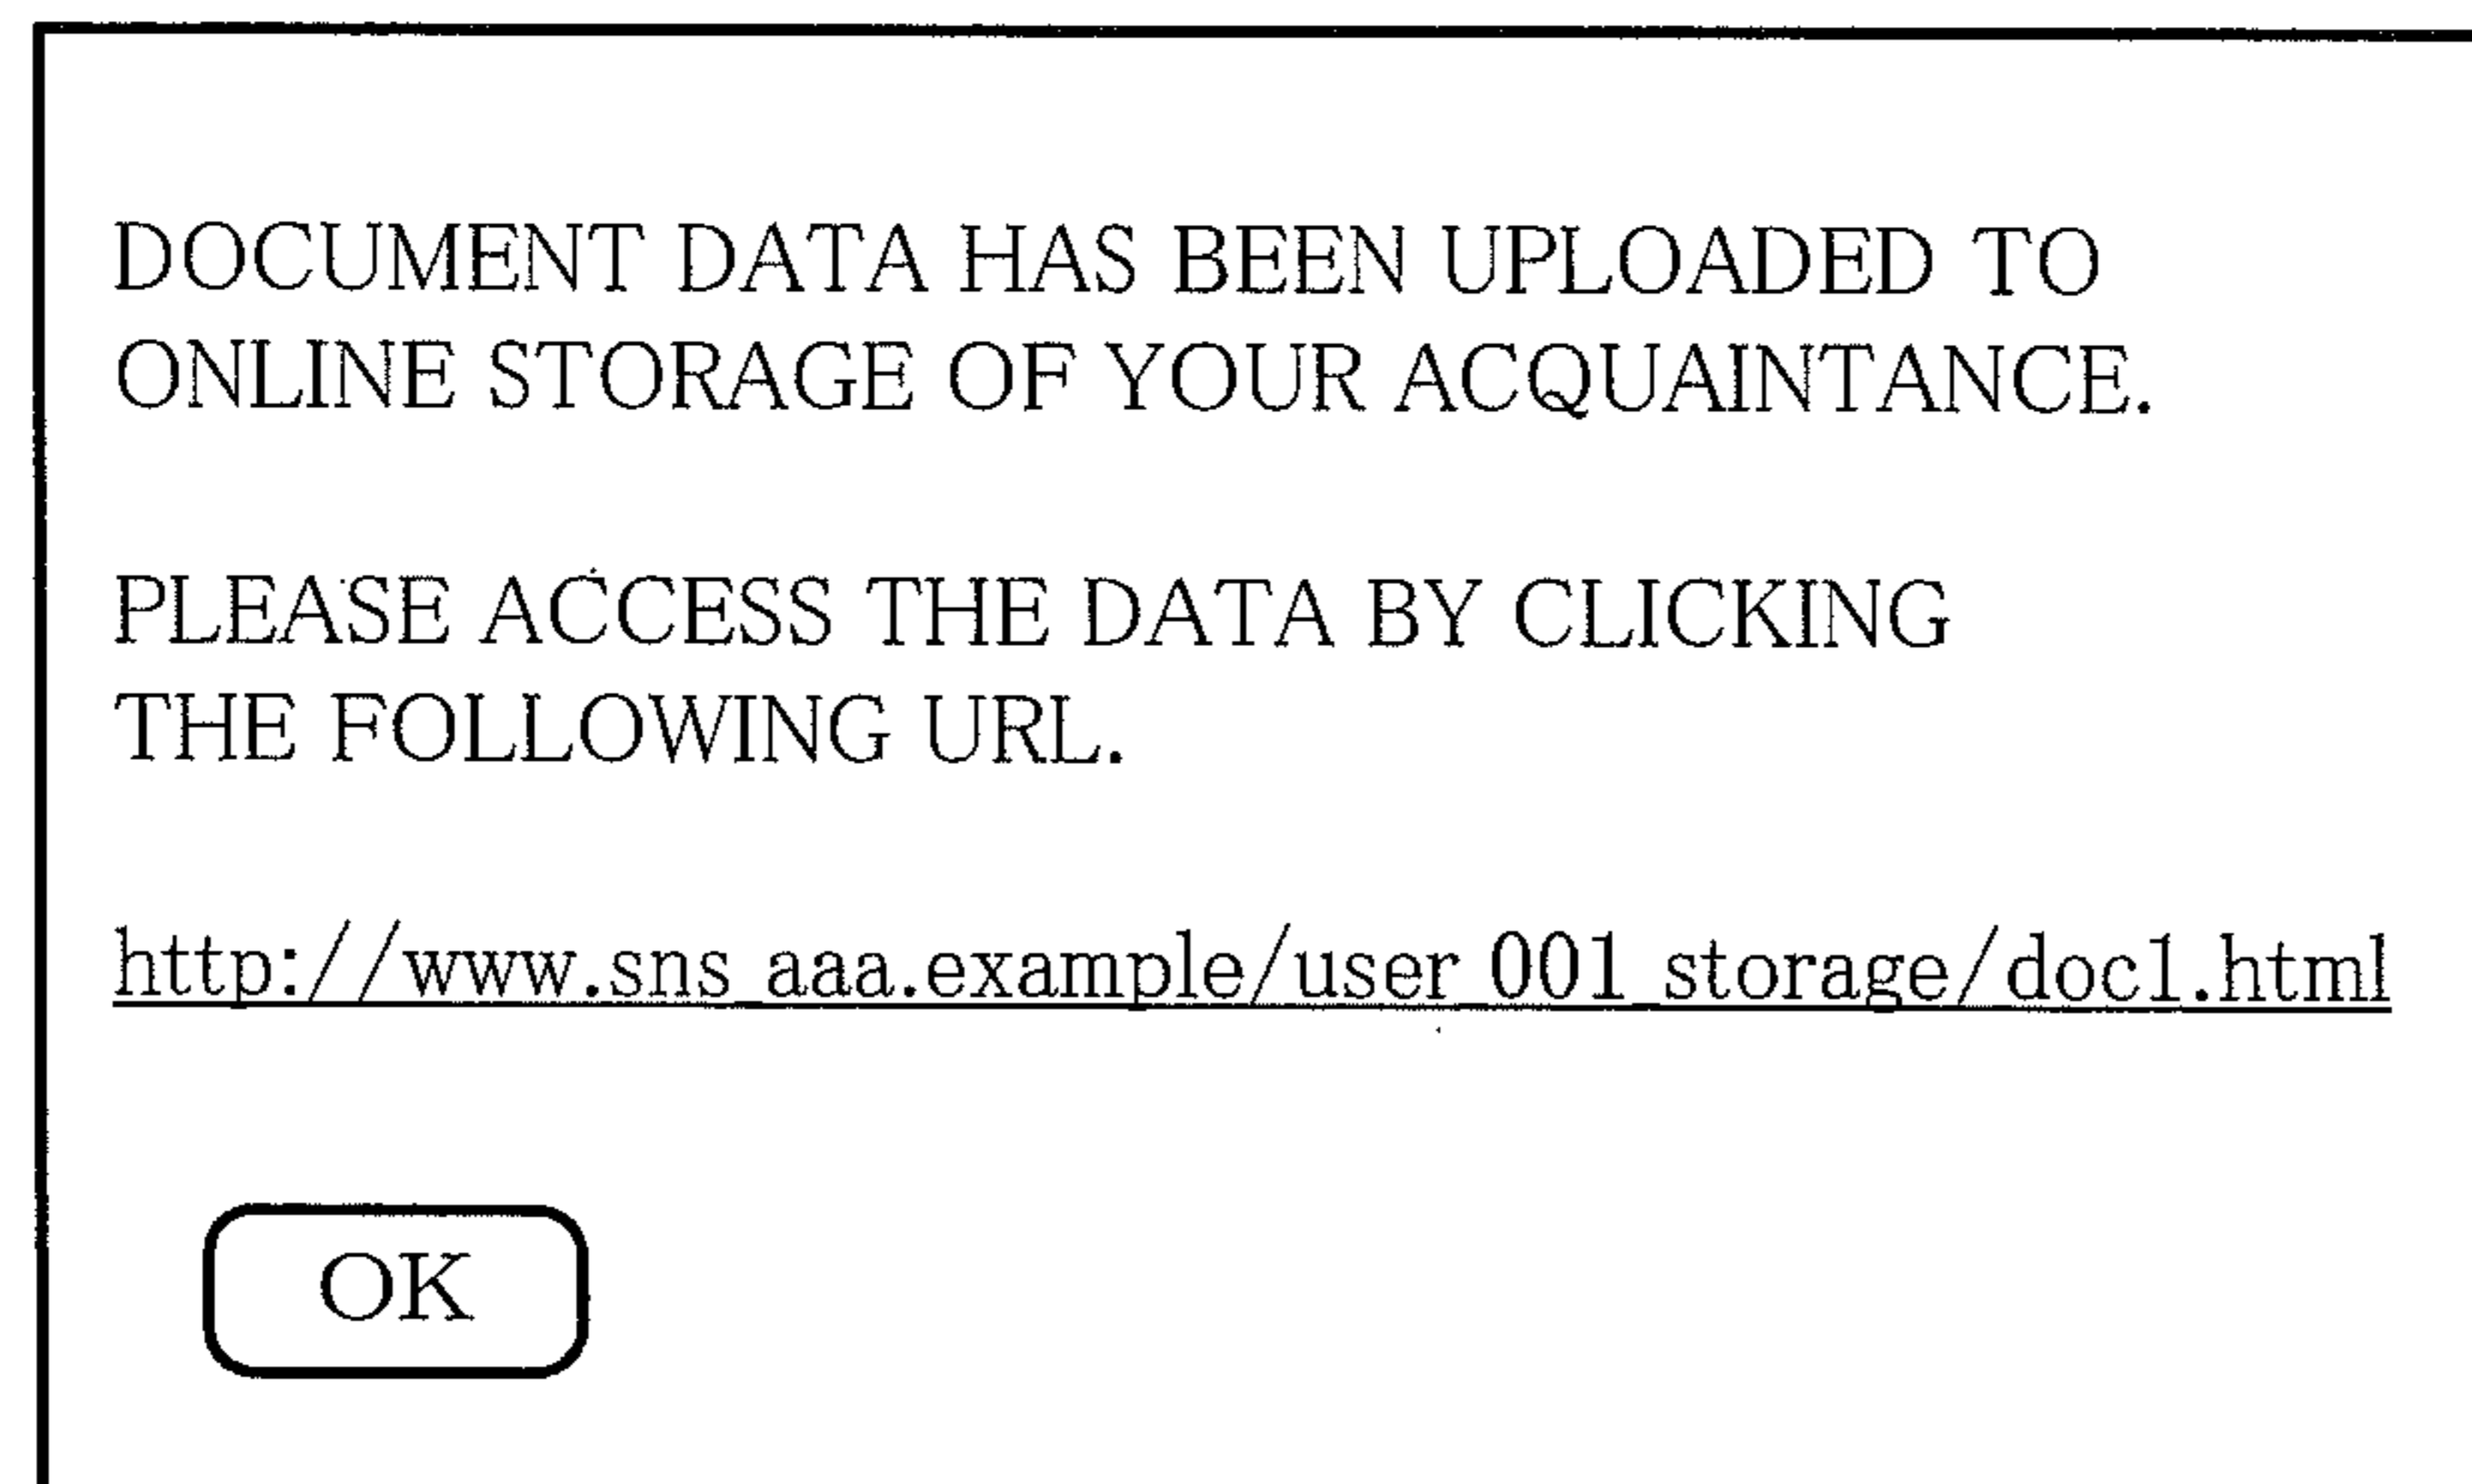 DOCUMENT DATA HAS BEEN UPLOADED TO
ONLINE STORAGE OF YOUR ACQUAINTANCE.
PLEASE ACCESS THE DATA BY CLICKING
THE FOLLOWING URL.
http://www.sns_aaa.example/user_001_storage/doc1.html
OK